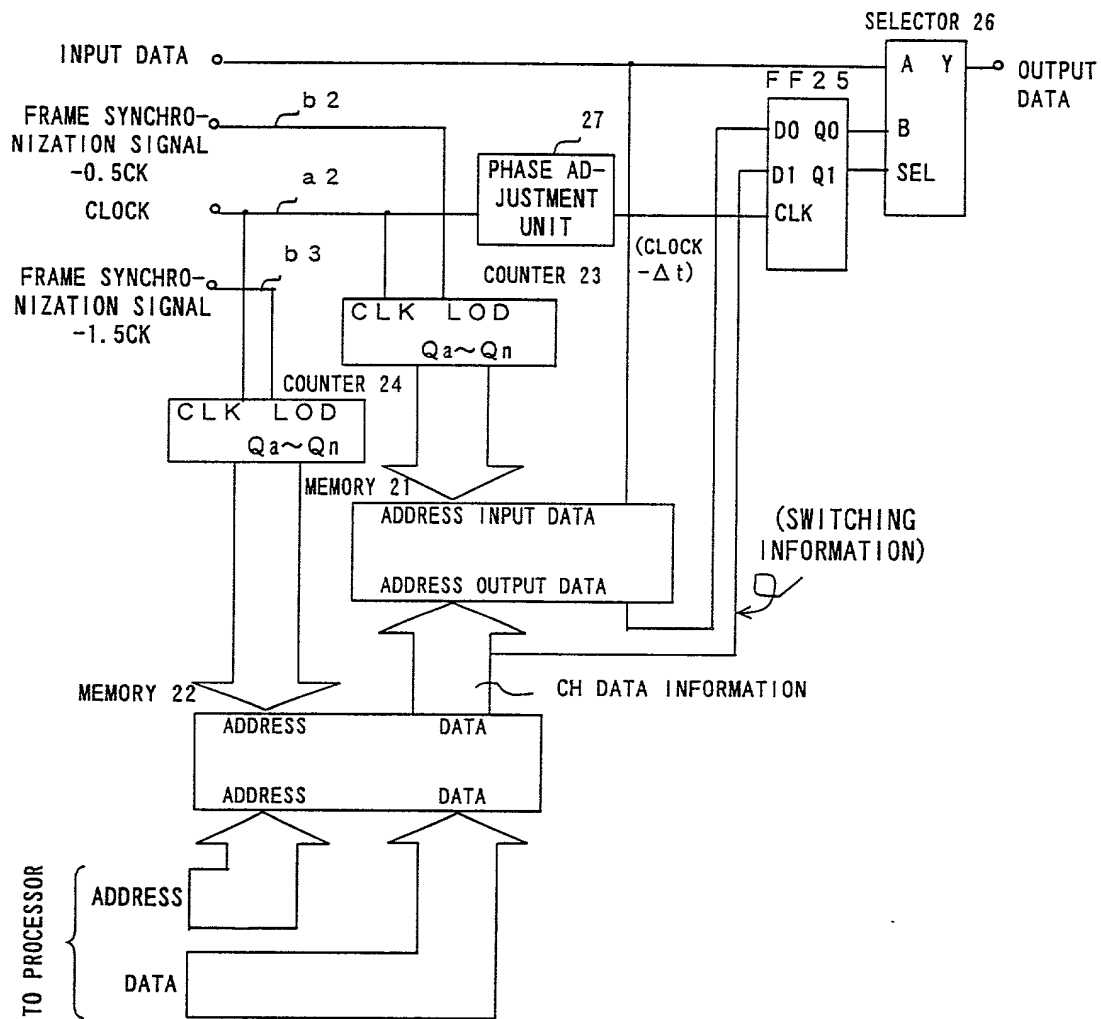 SELECTOR 26
INPUT DATA
A Y
OUTPUT
DATA
FF25
b2
FRAME SYNCHRO-
NIZATION SIGNAL
-0.5CK
27
D0 Q0
B
PHASE AD-
JUSTMENT
UNIT
D1 Q1
SEL
a2
CLOCK
CLK
(CLOCK
-Δt)
b3
FRAME SYNCHRO-
NIZATION SIGNAL
-1.5CK
COUNTER 23
CLK LOD
Qa~Qn
COUNTER 24
CLK LOD
Qa~Qn
MEMORY 21
ADDRESS INPUT DATA
(SWITCHING
INFORMATION)
ADDRESS OUTPUT DATA
CH DATA INFORMATION
MEMORY 22
ADDRESS DATA
ADDRESS DATA
TO PROCESSOR
ADDRESS
DATA